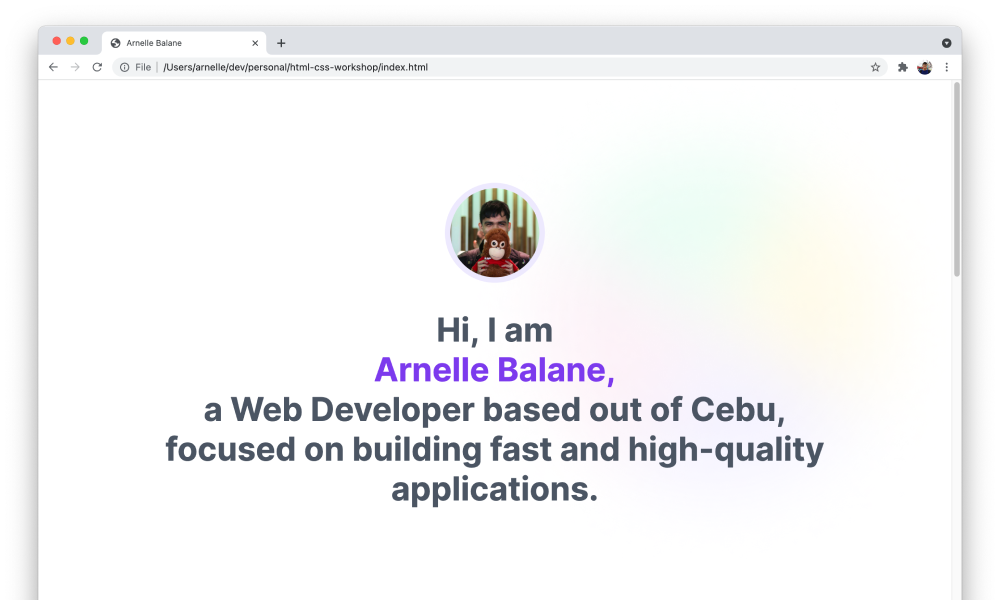 Arnelle Balane
File
/Users/arnelle/dev/personal/html-css-workshop/index.html
Hi, I am
Arnelle Balane,
a Web Developer based out of Cebu,
focused on building fast and high-quality
applications.